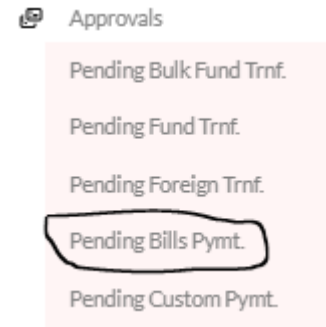 Approvals
Pending Bulk Fund Trnf.
Pending Fund Trnf.
Pending Foreign Trnf.
Pending Bills Pymt.
Pending Custom Pymt.